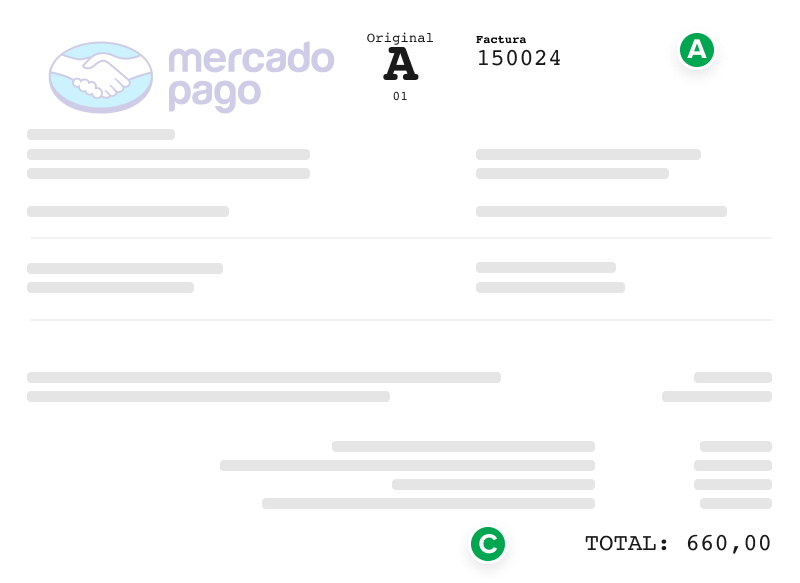 mercado
pago
Original
A
01
Factura
150024
A
C
TOTAL: 660,00